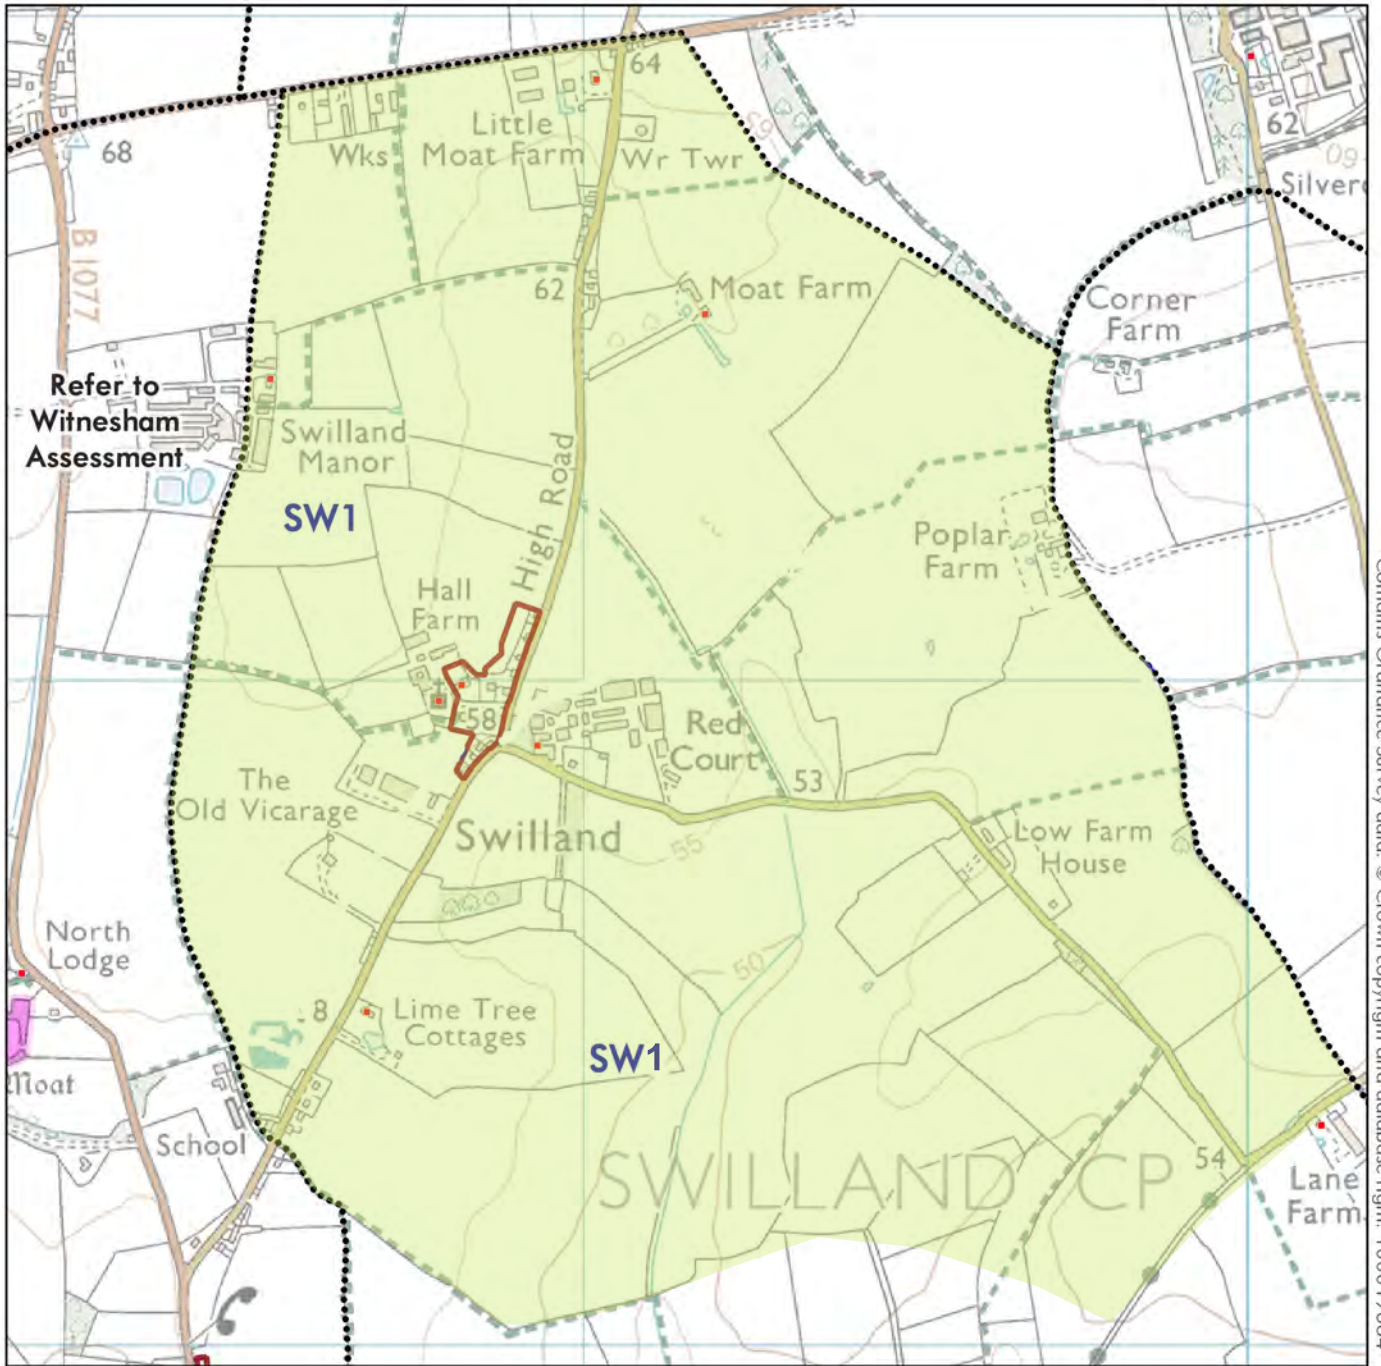 64
Little
Moat Farm
Wks
Wr Twr
68
65
62
60
Silver
B 1077
62
Moat Farm
Corner
Farm
Refer to
Witnesham
Assessment
Swilland
Manor
SW1
High Road
Poplar
Farm
Hall
Farm
58
Red
Court
53
The
Old Vicarage
Swilland
55
Low Farm
House
North
Lodge
50
8
Lime Tree
Cottages
SW1
Moat
School
SWILLAND CP
54
Lane
Farm